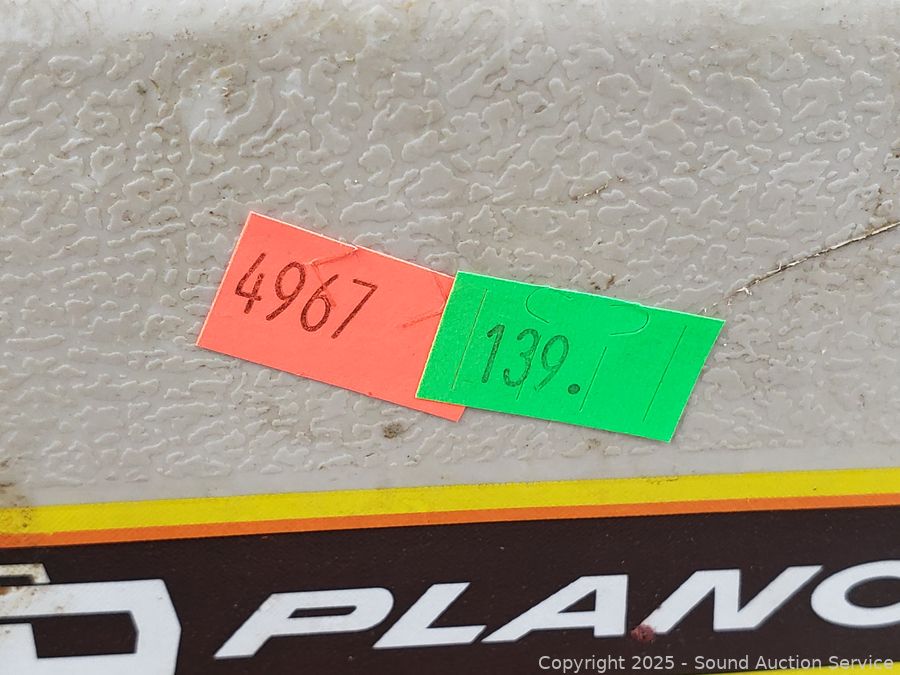 4967
139.
PLANO
Copyright 2025 - Sound Auction Service